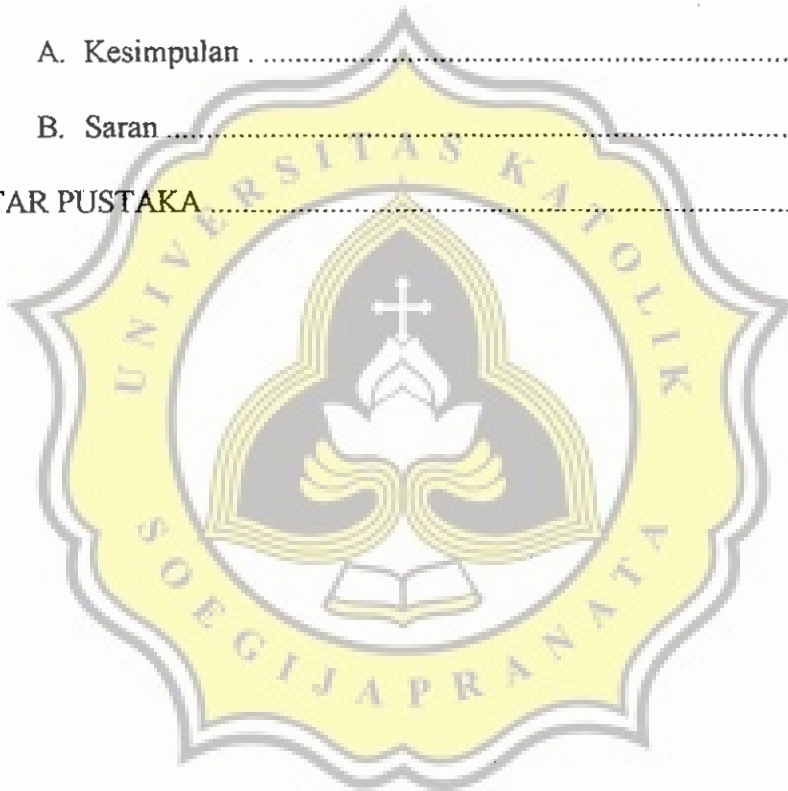 A. Kesimpulan . ..........................................................................
B. Saran ..........................................................................................
TAR PUSTAKA ..................................................................................
UNIVERSITAS KATOLIK
SOEGIJAPRANATA